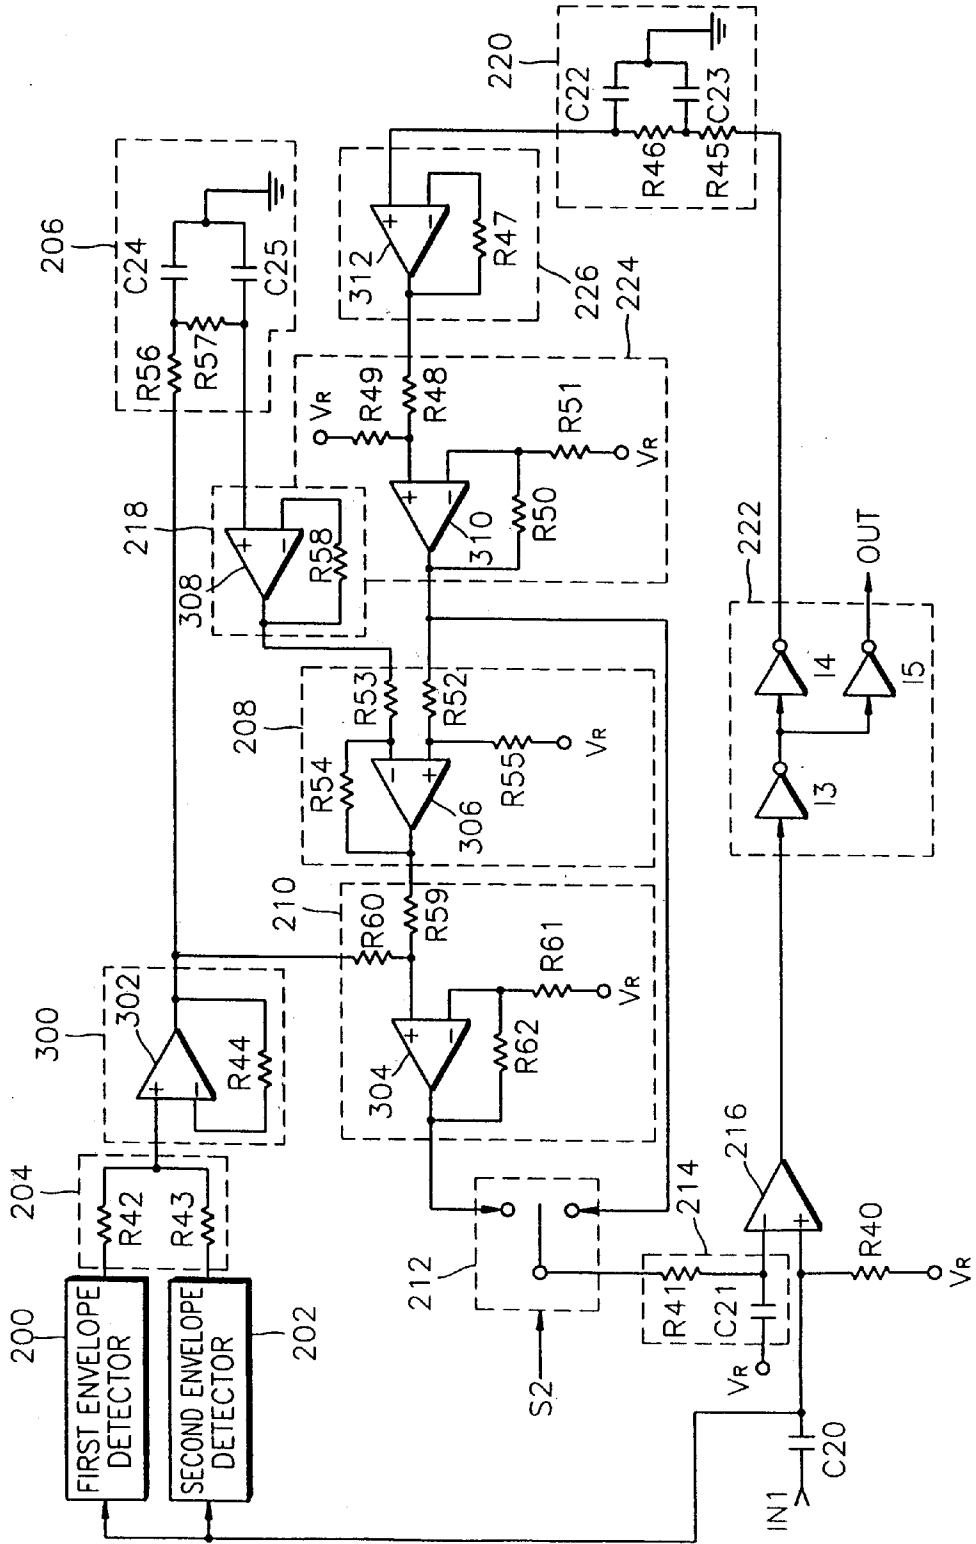 200
FIRST ENVELOPE
DETECTOR
SECOND ENVELOPE
DETECTOR
202
204
R42
R43
300
302
R44
206
R56
R57
C24
C25
218
308
R58
312
R47
226
224
VR
R49
R48
R51
VR
R50
310
220
C22
C23
R46
R45
208
R53
R52
R54
R55
VR
306
210
R60
R59
R61
VR
R62
304
212
S2
214
R41
C21
VR
216
R40
VR
IN1
C20
222
I3
I4
I5
OUT